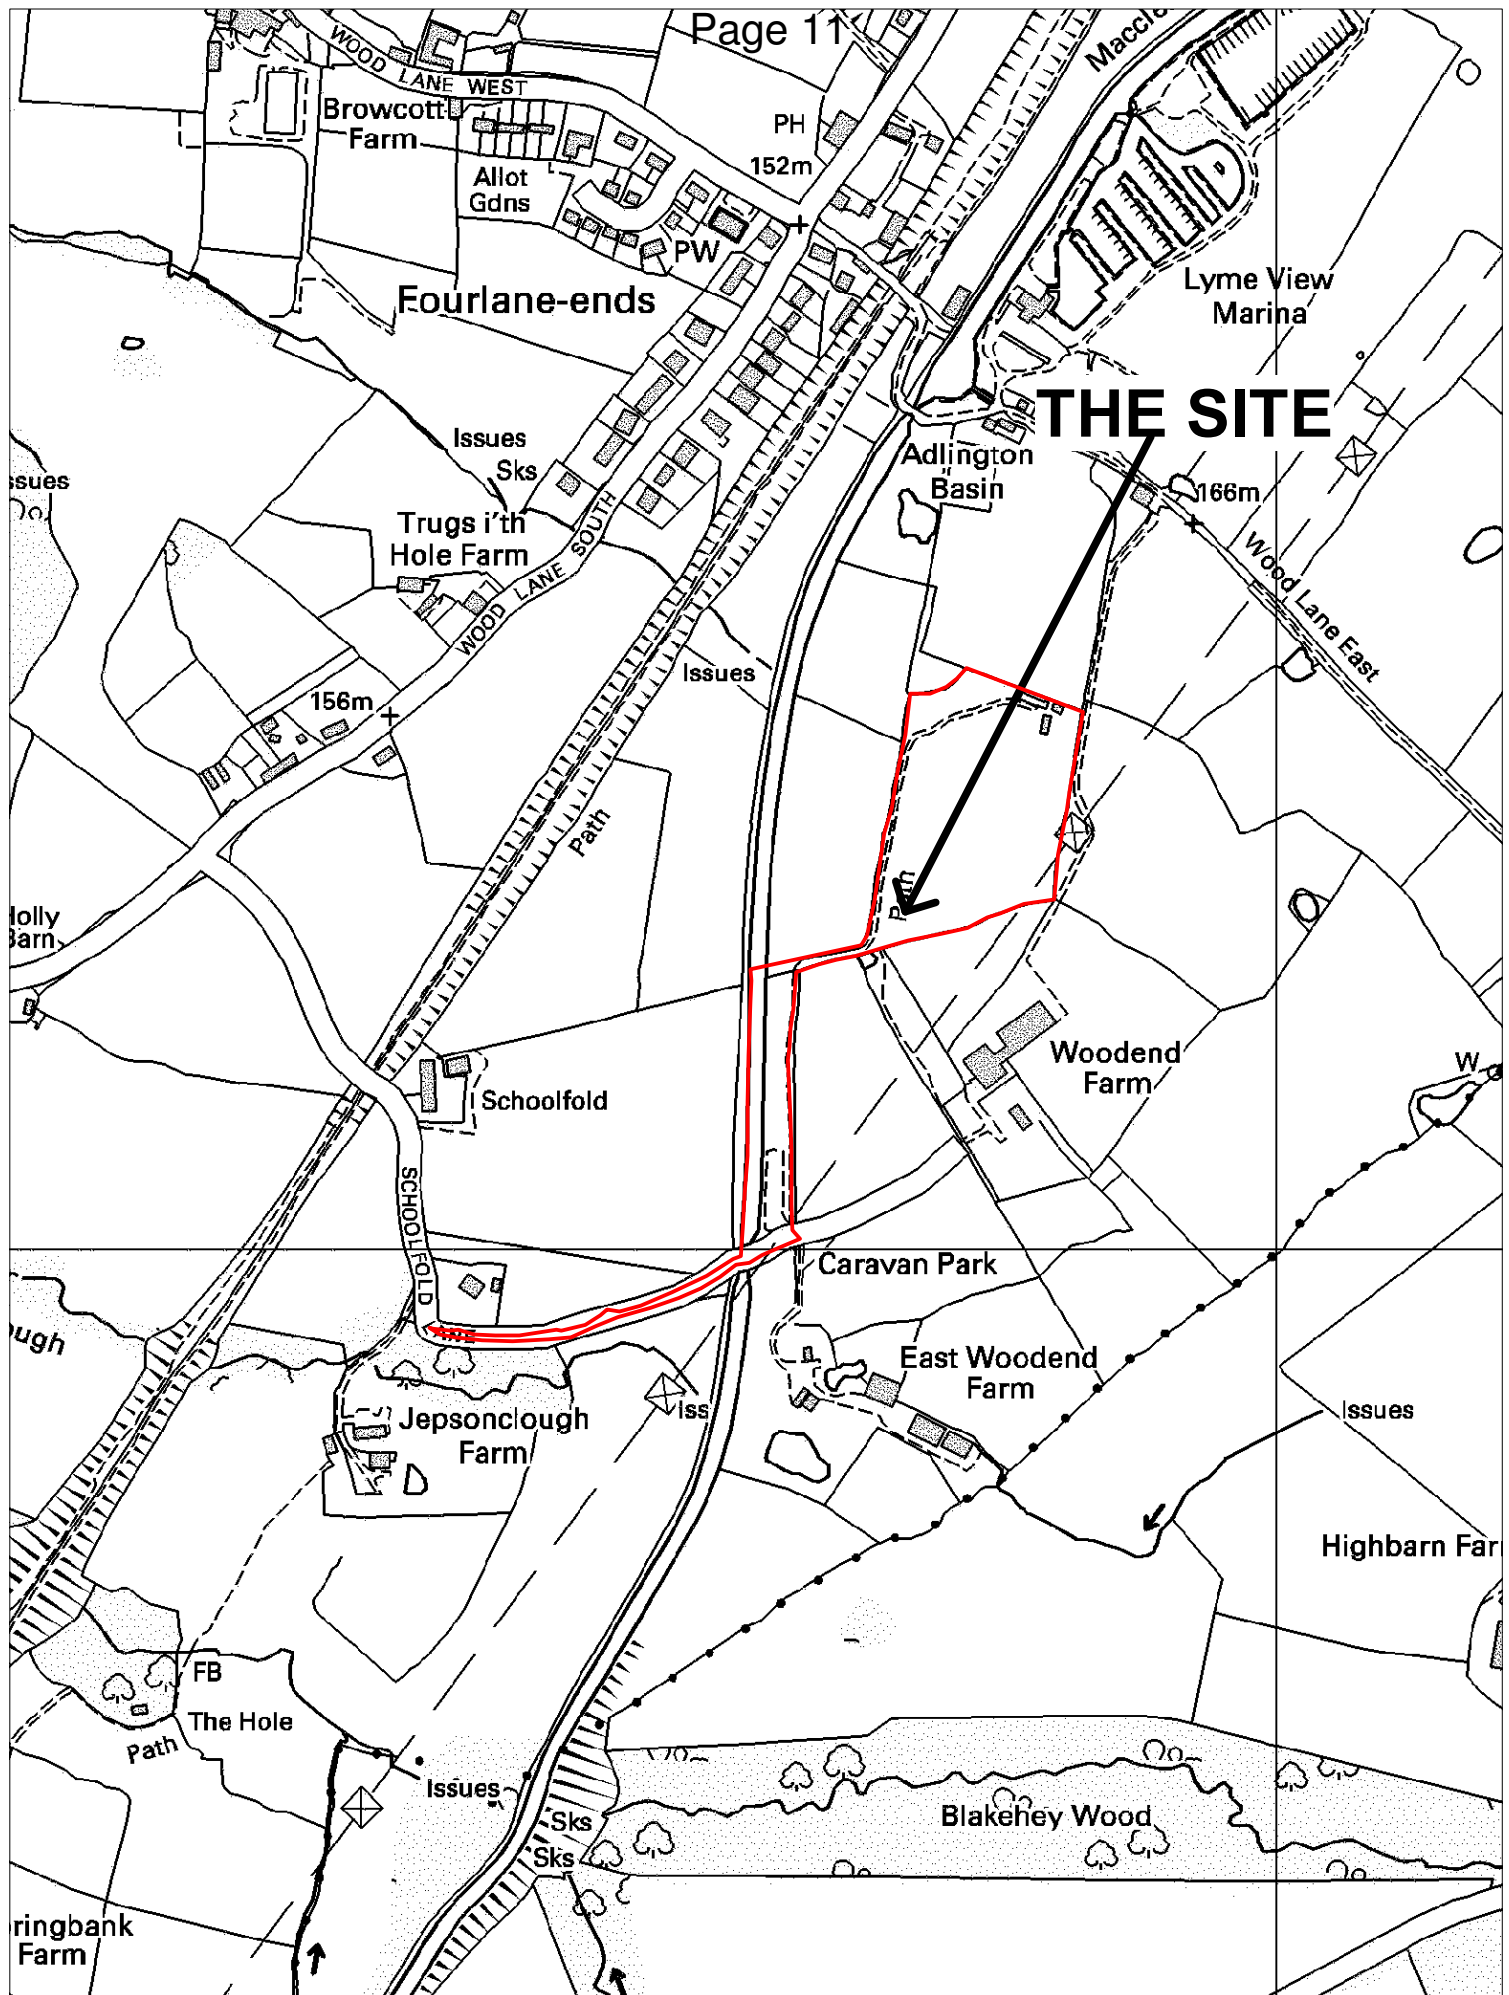 Page 11
WOOD LANE WEST
Browcott
Farm
PH
152m
Allot
Gdns
PW
Fourlane-ends
Lyme View
Marina
THE SITE
Adlington
Basin
166m
Wood Lane East
Issues
Sks
Trugs i'th
Hole Farm
WOOD LANE SOUTH
Issues
156m
Path
Path
Holly
Barn
Woodend
Farm
W
Schoolfold
SCHOOLFOLD
LANE
Caravan Park
East Woodend
Farm
Jepsonclough
Farm
Iss
Issues
Highbarn Far
FB
The Hole
Path
Issues
Sks
Sks
Blakehey Wood
ringbank
Farm